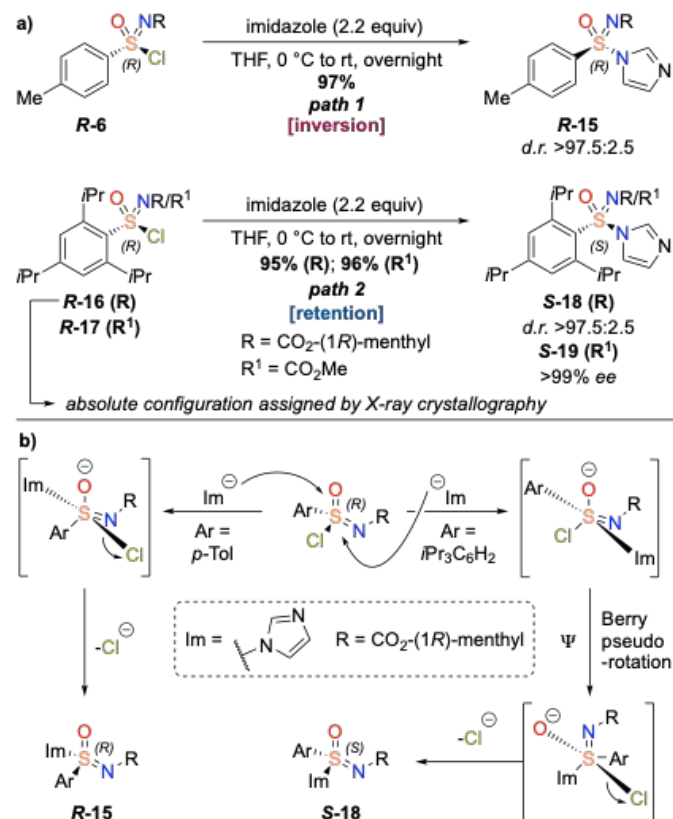 a)
O NR
S
(R) Cl
Me
R-6
imidazole (2.2 equiv)
THF, 0 °C to rt, overnight
97%
path 1
[inversion]
O NR
S
(R) N N
Me
R-15
d.r. >97.5:2.5
iPr O NR/R¹
S
(R) Cl
iPr iPr
R-16 (R)
R-17 (R¹)
imidazole (2.2 equiv)
THF, 0 °C to rt, overnight
95% (R); 96% (R¹)
path 2
[retention]
R = CO₂-(1R)-menthyl
R¹ = CO₂Me
iPr O NR/R¹
S
(S) N N
iPr iPr
S-18 (R)
d.r. >97.5:2.5
S-19 (R¹)
>99% ee
absolute configuration assigned by X-ray crystallography
b)
Im O⊖ R
S=N
Ar Cl
Im⊖
Ar =
p-Tol
O
Ar S (R) R
Cl N
⊖Im
Ar =
iPr₃C₆H₂
Ar O⊖ R
S=N
Cl Im
-Cl⊖
Im = N N R = CO₂-(1R)-menthyl
Ψ Berry
pseudo
-rotation
O
Im S (R) R
Ar N
R-15
O
Ar S (S) R
Im N
S-18
-Cl⊖
O⊖ N R
S Ar
Im Cl